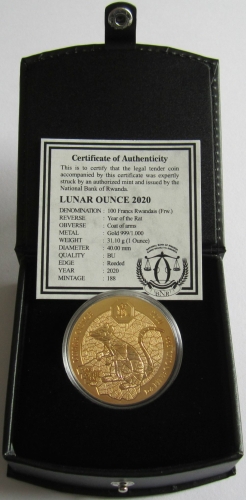 Certificate of Authenticity
This is to certify that the legal tender coin
accompanied by this certificate was expertly
struck by an authorized mint and issued by the
National Bank of Rwanda.
LUNAR OUNCE 2020
DENOMINATION : 100 Francs Rwandais (Frw.)
REVERSE : Year of the Rat
OBVERSE : Coat of arms
METAL : Gold 999/1.000
WEIGHT : 31,10 g (1 Ounce)
DIAMETER : 40.00 mm
QUALITY : BU
EDGE : Reeded
YEAR : 2020
MINTAGE : 188